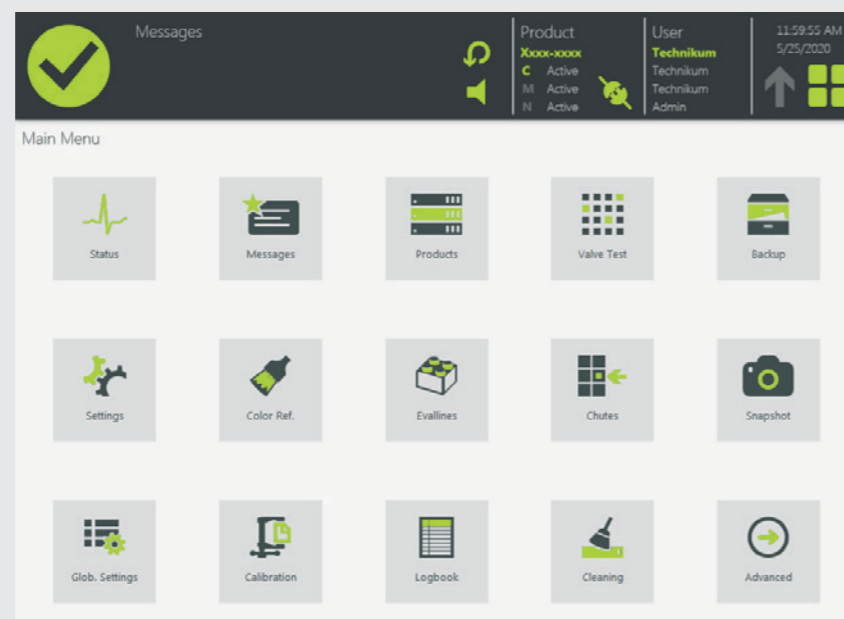 Messages
Product
Xxxx-xxxx
C Active
M Active
N Active
User
Technikum
Technikum
Technikum
Admin
11:59:55 AM
5/25/2020
Main Menu
Status
Messages
Products
Valve Test
Backup
Settings
Color Ref.
Evallines
Chutes
Snapshot
Glob. Settings
Calibration
Logbook
Cleaning
Advanced